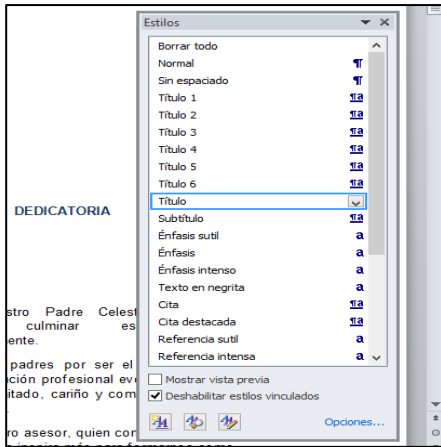 Estilos
Borrar todo
Normal
Sin espaciado
Título 1
Título 2
Título 3
Título 4
Título 5
Título 6
Título
Subtítulo
Énfasis sutil
Énfasis
Énfasis intenso
Texto en negrita
Cita
Cita destacada
Referencia sutil
Referencia intensa
Mostrar vista previa
Deshabilitar estilos vinculados
Opciones...
DEDICATORIA
stro Padre Celest
culminar es
ente.
padres por ser el
ción profesional eve
itado, cariño y com
ro asesor, quien con